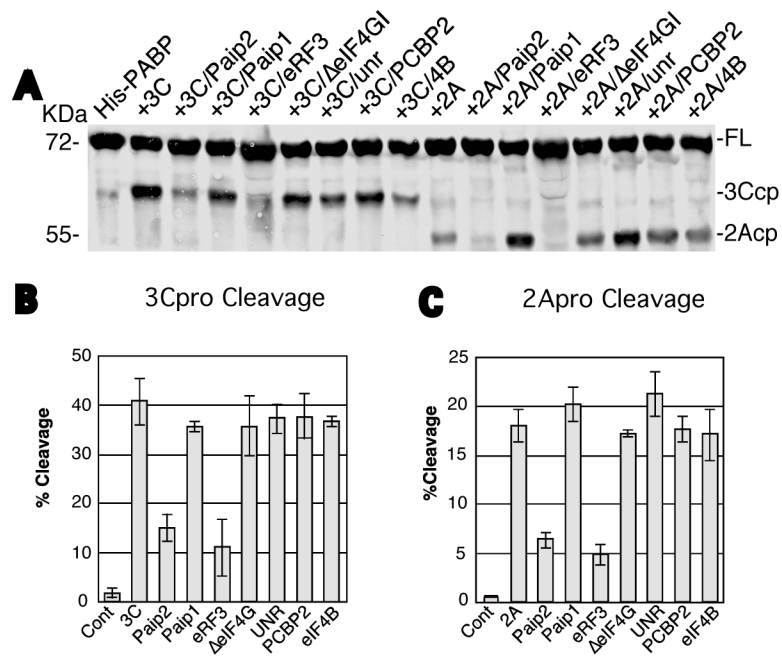 A
KDa
His-PABP
+3C
+3C/Paip2
+3C/Paip1
+3C/eRF3
+3C/ΔeIF4GI
+3C/unr
+3C/PCBP2
+3C/4B
+2A
+2A/Paip2
+2A/Paip1
+2A/eRF3
+2A/ΔeIF4GI
+2A/unr
+2A/PCBP2
+2A/4B
72-
-FL
-3Ccp
55-
-2Acp
B
3Cpro Cleavage
% Cleavage
50
40
30
20
10
0
Cont
3C
Paip2
Paip1
eRF3
ΔeIF4G
UNR
PCBP2
eIF4B
C
2Apro Cleavage
%Cleavage
25
20
15
10
5
0
Cont
2A
Paip2
Paip1
eRF3
ΔeIF4G
UNR
PCBP2
eIF4B